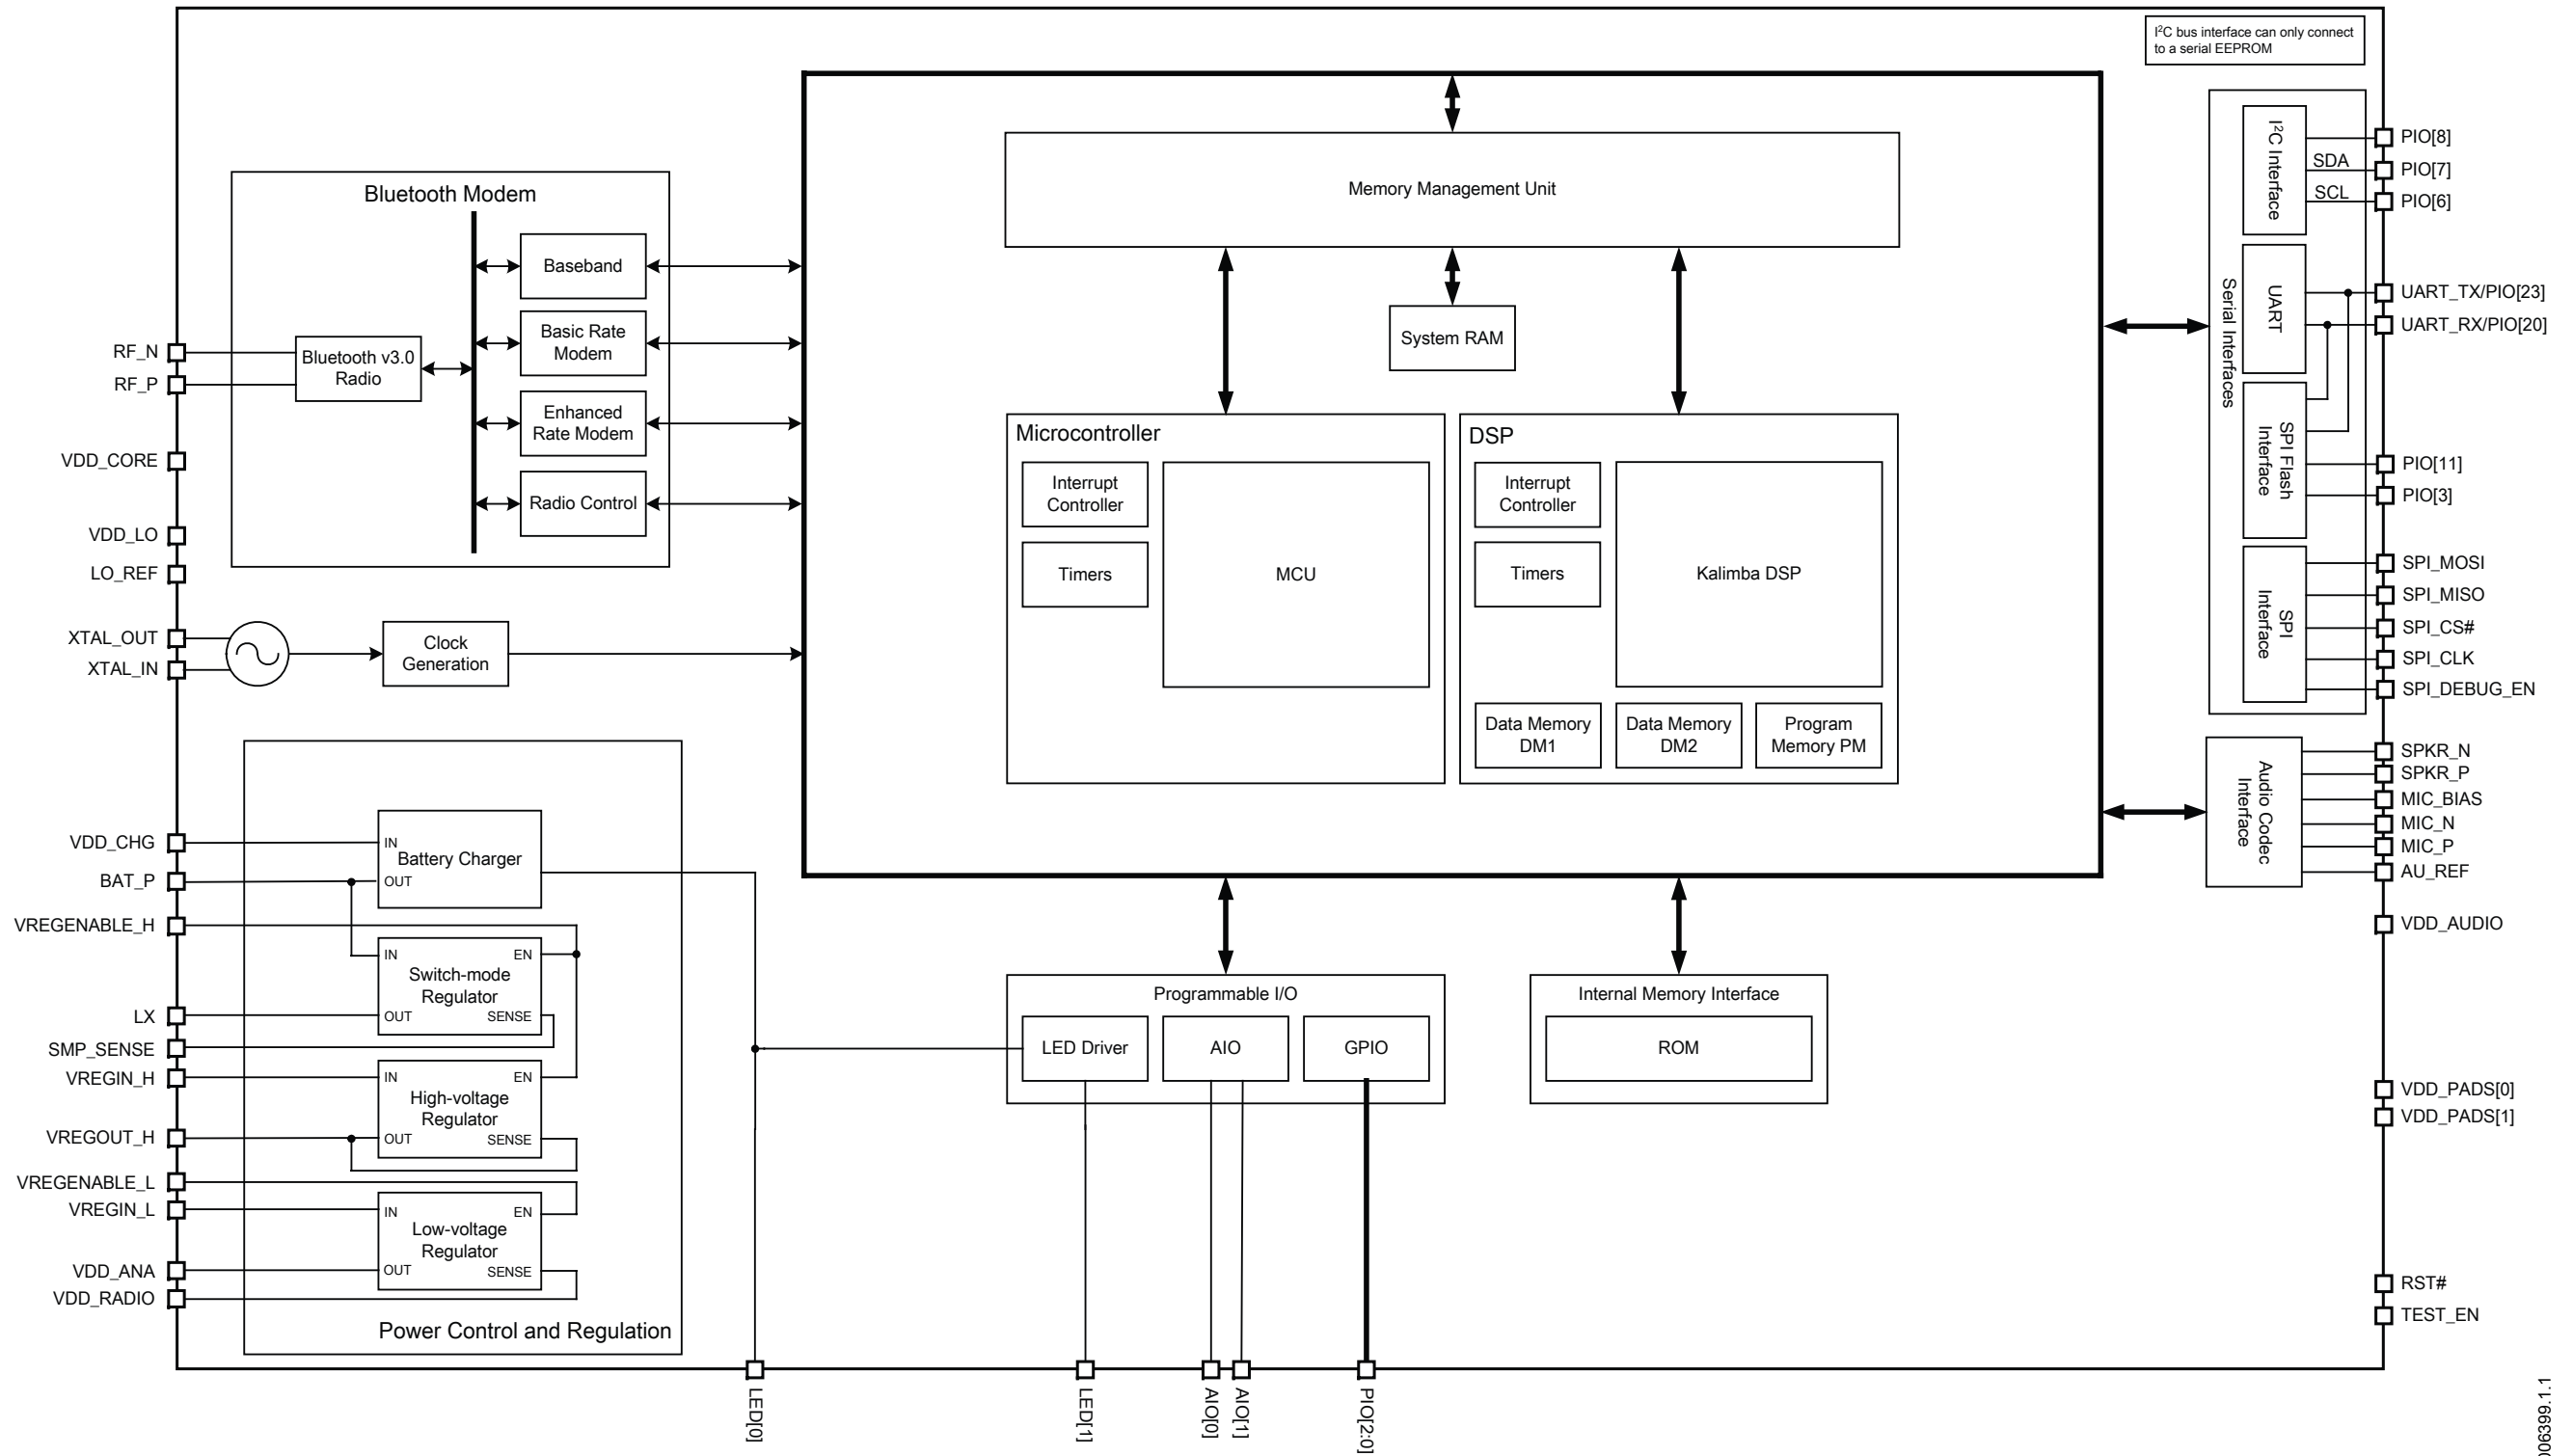 I²C bus interface can only connect
to a serial EEPROM
Bluetooth Modem
Baseband
Basic Rate
Modem
Enhanced
Rate Modem
Radio Control
Bluetooth v3.0
Radio
RF_N
RF_P
VDD_CORE
VDD_LO
LO_REF
XTAL_OUT
XTAL_IN
Clock
Generation
Memory Management Unit
System RAM
Microcontroller
Interrupt
Controller
Timers
MCU
DSP
Interrupt
Controller
Timers
Kalimba DSP
Data Memory
DM1
Data Memory
DM2
Program
Memory PM
Serial Interfaces
I²C Interface
SDA
SCL
UART
SPI Flash
Interface
SPI
Interface
PIO[8]
PIO[7]
PIO[6]
UART_TX/PIO[23]
UART_RX/PIO[20]
PIO[11]
PIO[3]
SPI_MOSI
SPI_MISO
SPI_CS#
SPI_CLK
SPI_DEBUG_EN
Audio Codec
Interface
SPKR_N
SPKR_P
MIC_BIAS
MIC_N
MIC_P
AU_REF
VDD_AUDIO
VDD_PADS[0]
VDD_PADS[1]
RST#
TEST_EN
VDD_CHG
BAT_P
VREGENABLE_H
LX
SMP_SENSE
VREGIN_H
VREGOUT_H
VREGENABLE_L
VREGIN_L
VDD_ANA
VDD_RADIO
IN
Battery Charger
OUT
IN
EN
Switch-mode
Regulator
OUT
SENSE
IN
EN
High-voltage
Regulator
OUT
SENSE
IN
EN
Low-voltage
Regulator
OUT
SENSE
Power Control and Regulation
Programmable I/O
LED Driver
AIO
GPIO
Internal Memory Interface
ROM
LED[0]
LED[1]
AIO[0]
AIO[1]
PIO[2:0]